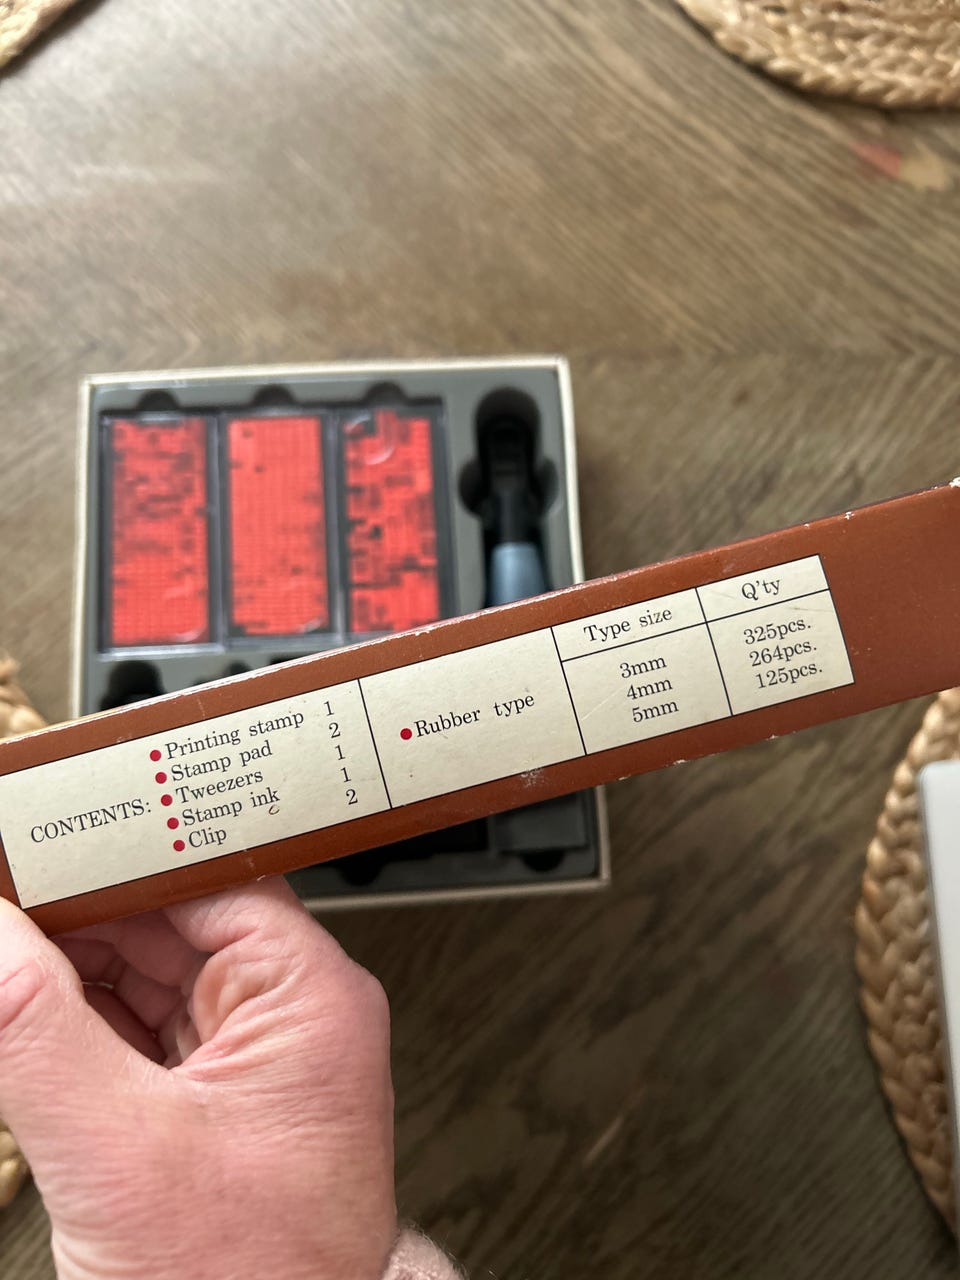 CONTENTS:
● Printing stamp 1
● Stamp pad 2
● Tweezers 1
● Stamp ink 1
● Clip 2
● Rubber type
Type size Q'ty
3mm 325pcs.
4mm 264pcs.
5mm 125pcs.